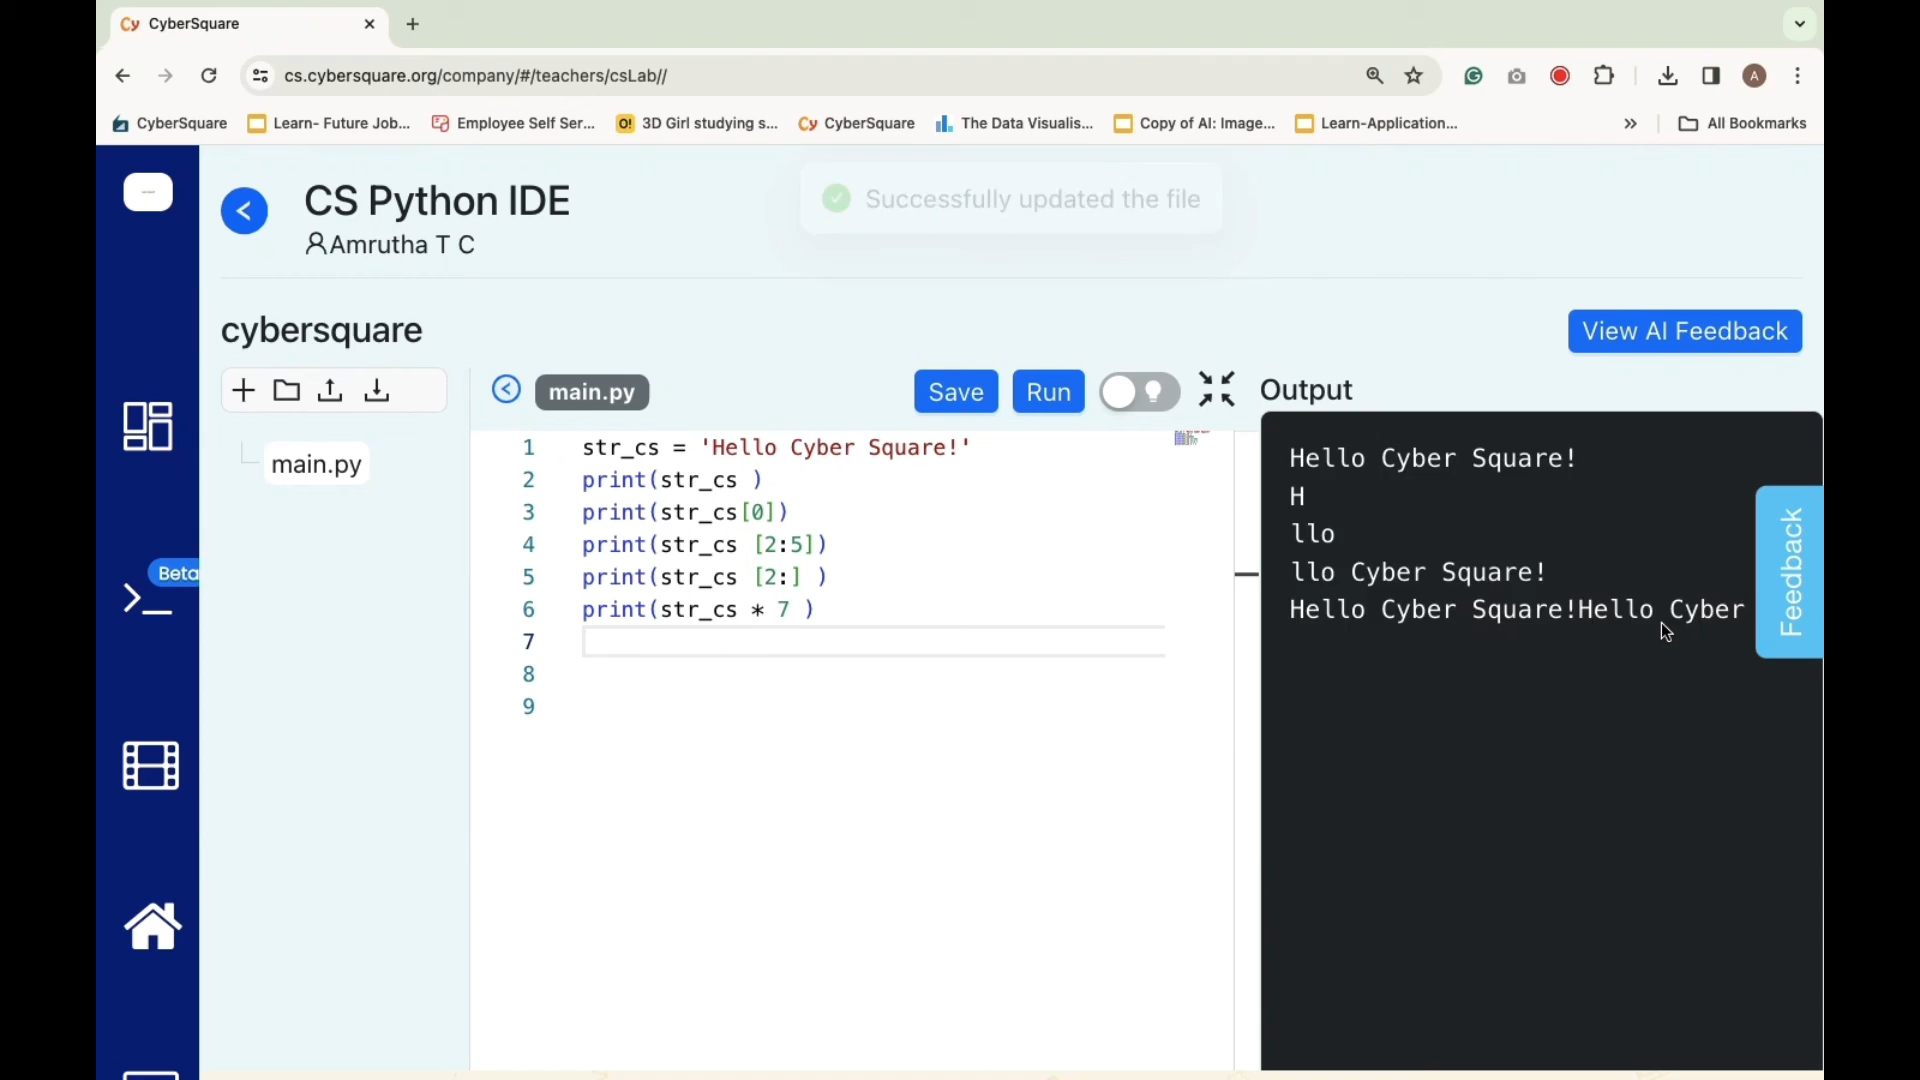 Cy CyberSquare
cs.cybersquare.org/company/#/teachers/csLab//
A
CyberSquare Learn- Future Job... Employee Self Ser... O! 3D Girl studying s... Cy CyberSquare The Data Visualis... Copy of AI: Image... Learn-Application... All Bookmarks
CS Python IDE
Successfully updated the file
Amrutha T C
cybersquare
View AI Feedback
main.py
Save
Run
Output
main.py
1 str_cs = 'Hello Cyber Square!'
2 print(str_cs )
3 print(str_cs[0])
4 print(str_cs [2:5])
5 print(str_cs [2:] )
6 print(str_cs * 7 )
7
8
9
Hello Cyber Square!
H
llo
llo Cyber Square!
Hello Cyber Square!Hello Cyber
Feedback
Beta